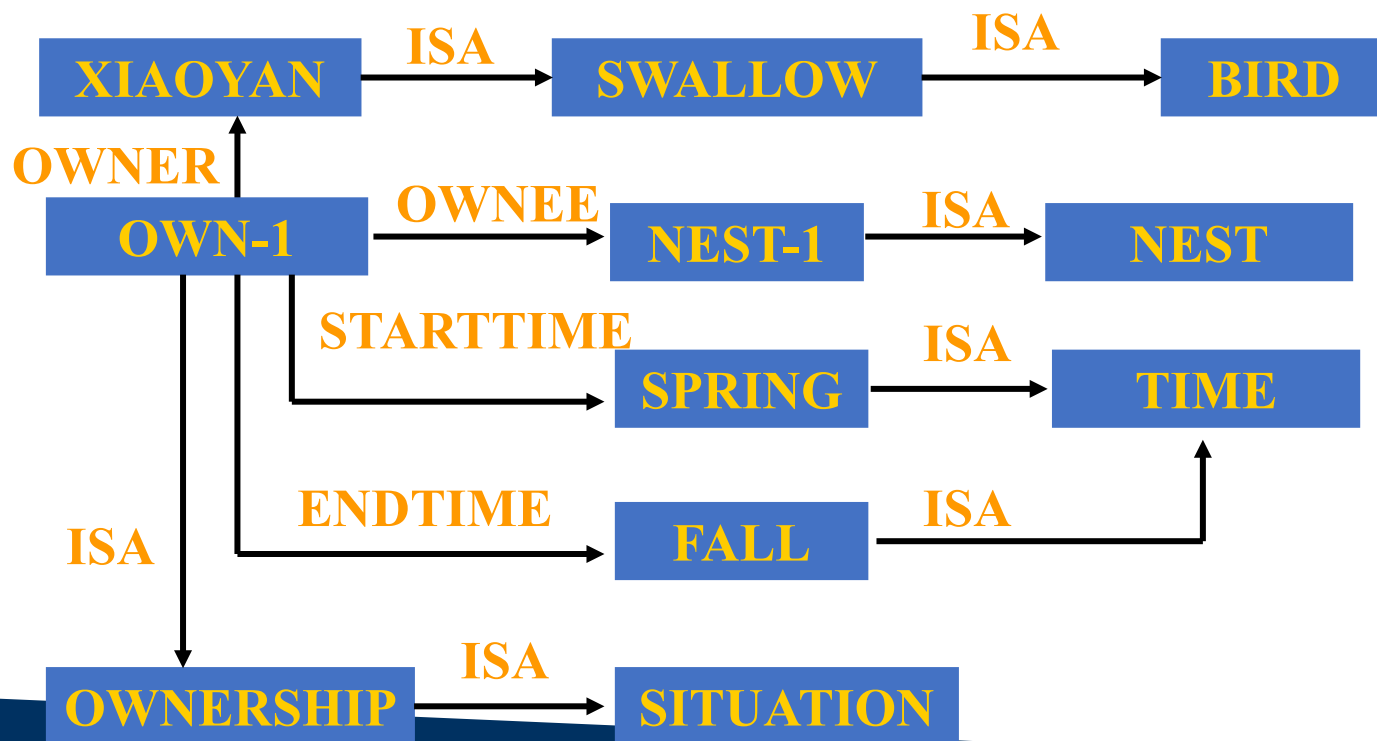 ISA
ISA
XIAOYAN
SWALLOW
BIRD
OWNER
OWNEE
ISA
OWN-1
NEST-1
NEST
STARTTIME
ISA
SPRING
TIME
ENDTIME
ISA
FALL
ISA
ISA
OWNERSHIP
SITUATION